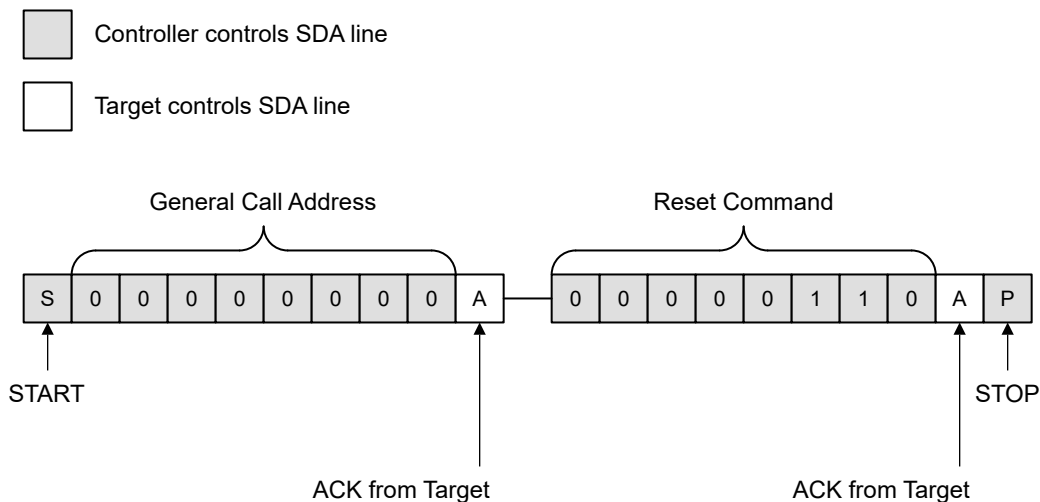 Controller controls SDA line
Target controls SDA line
General Call Address Reset Command
S 0 0 0 0 0 0 0 0 A 0 0 0 0 0 1 1 0 A P
START STOP
ACK from Target ACK from Target